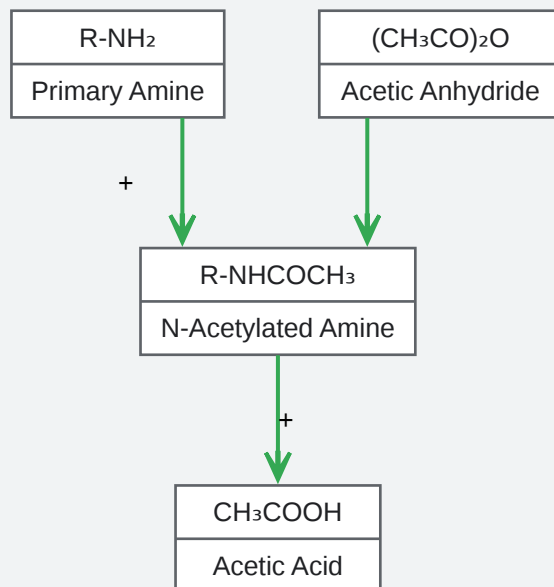 R-NH₂
Primary Amine
(CH₃CO)₂O
Acetic Anhydride
+
R-NHCOCH₃
N-Acetylated Amine
+
CH₃COOH
Acetic Acid